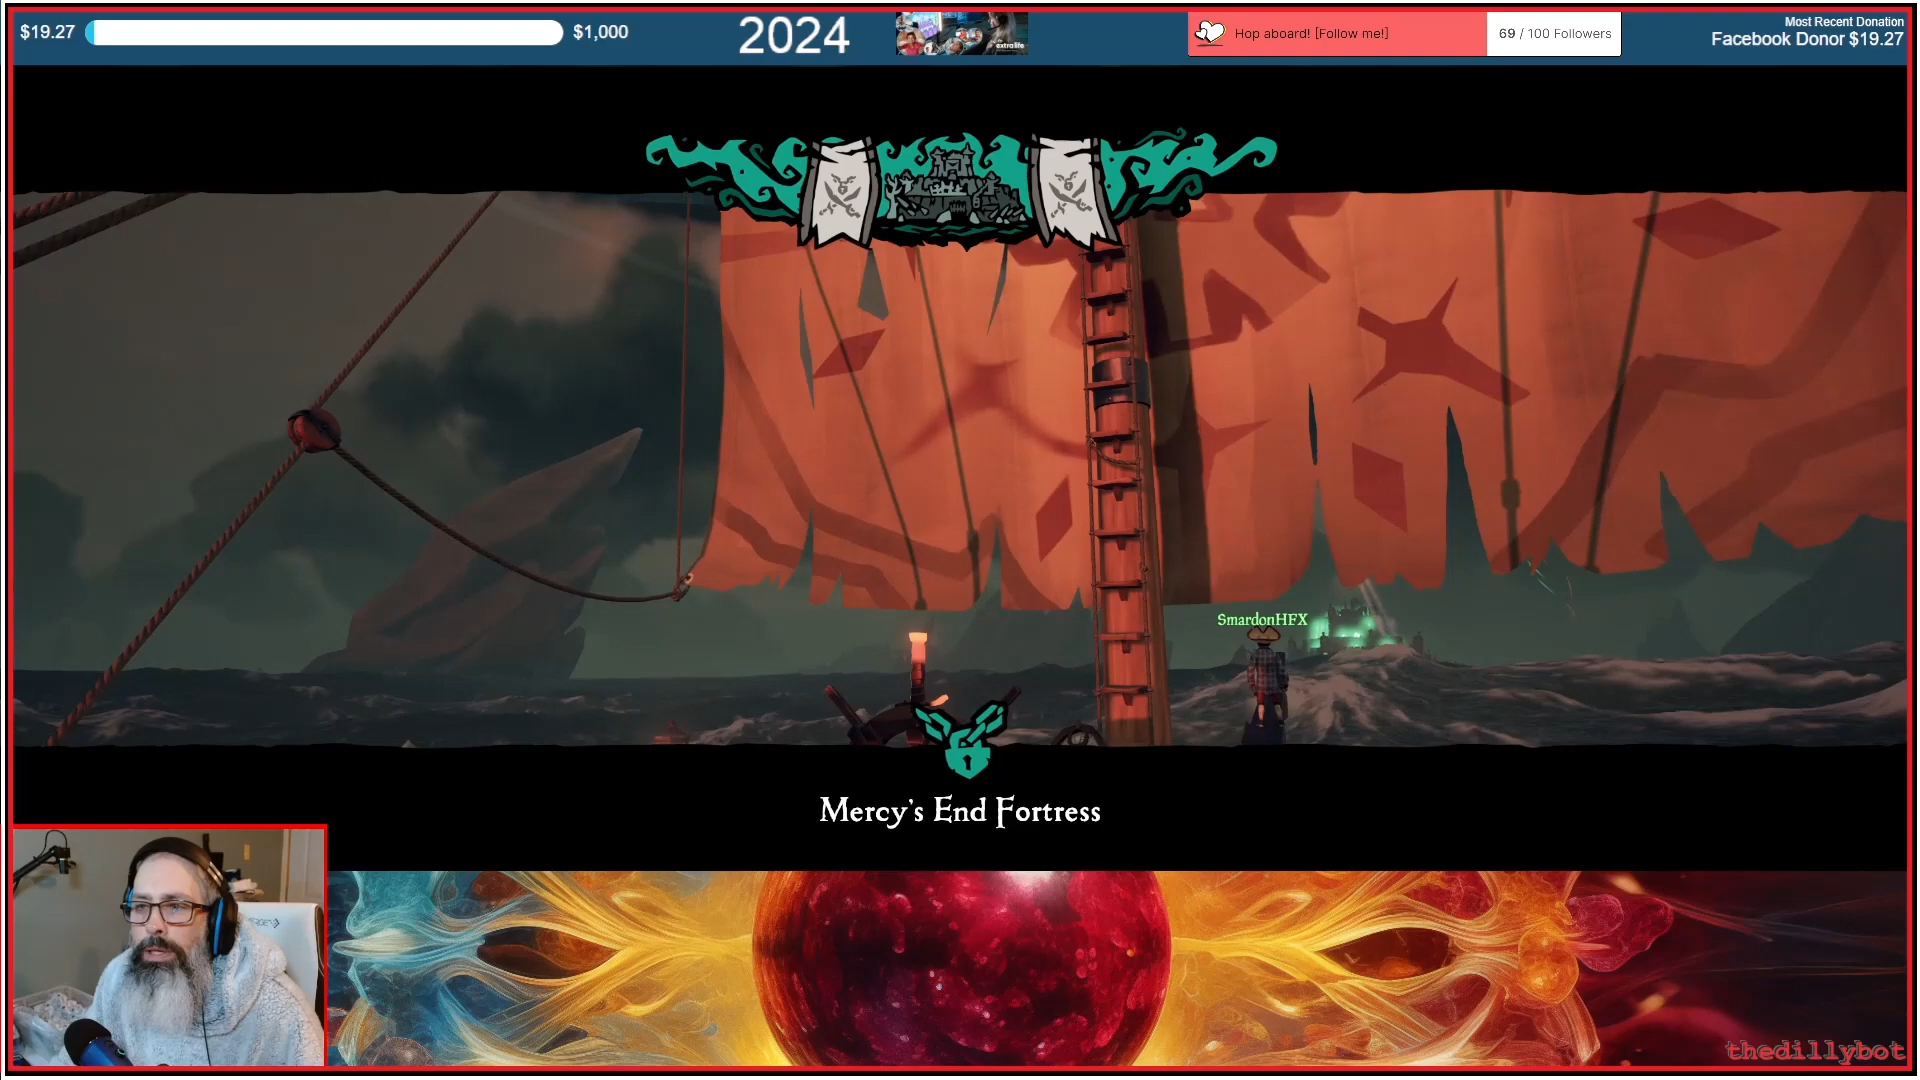 $19.27
$1,000
2024
extralife
Hop aboard! [Follow me!]
69 / 100 Followers
Most Recent Donation
Facebook Donor $19.27
SmardonHFX
Mercy's End Fortress
thedillybot